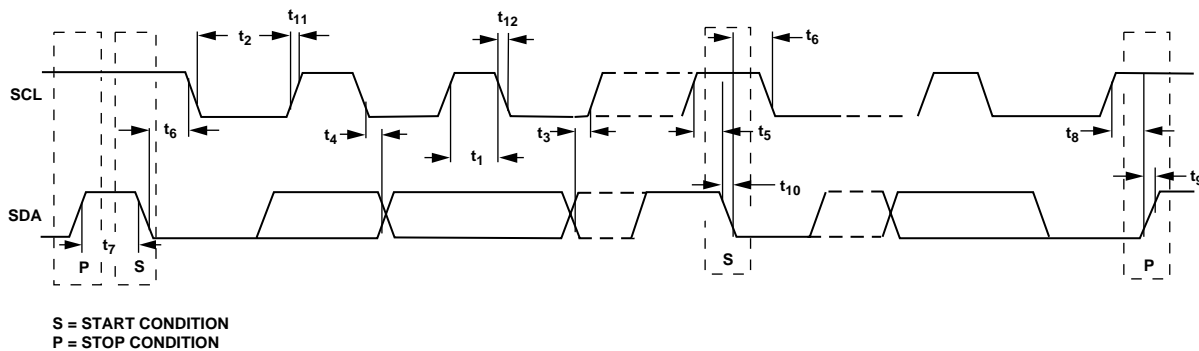 t11
t12
t2
t6
SCL
t6
t4
t1
t3
t5
t8
t10
t9
SDA
t7
P
S
S
P
S = START CONDITION
P = STOP CONDITION